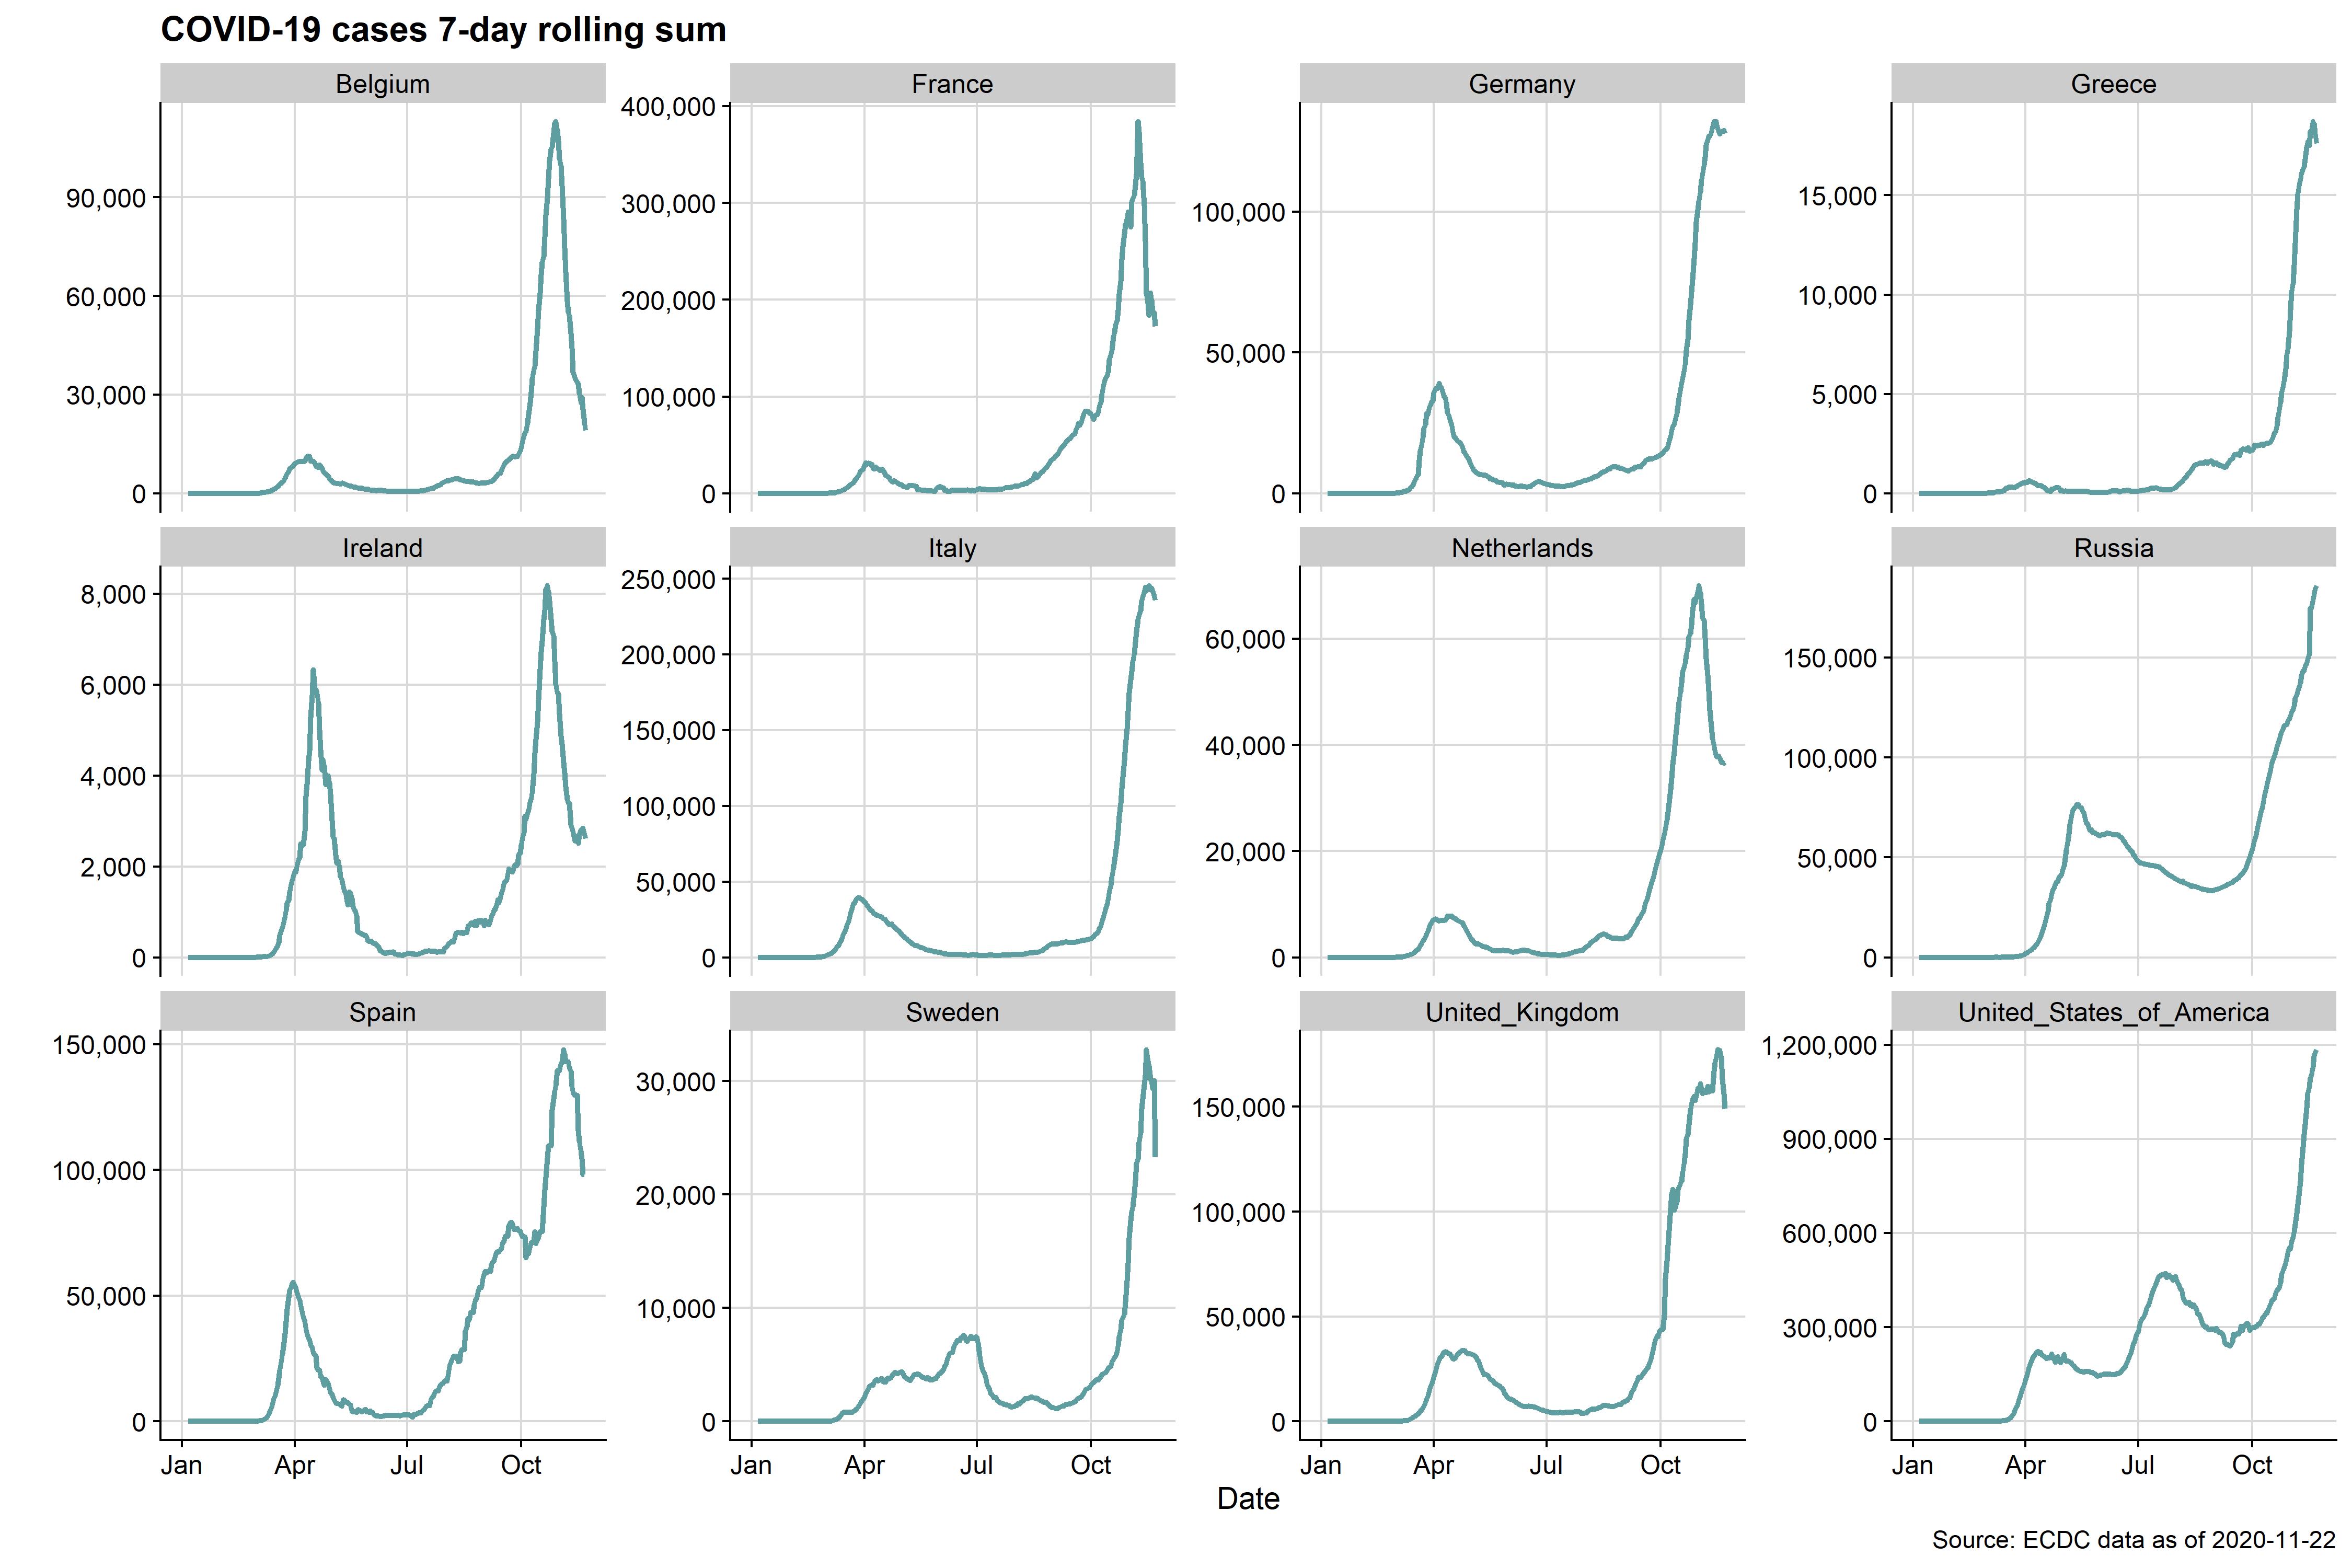 COVID-19 cases 7-day rolling sum
Belgium
90,000
60,000
30,000
0
France
400,000
300,000
200,000
100,000
0
Germany
100,000
50,000
0
Greece
15,000
10,000
5,000
0
Ireland
8,000
6,000
4,000
2,000
0
Italy
250,000
200,000
150,000
100,000
50,000
0
Netherlands
60,000
40,000
20,000
0
Russia
150,000
100,000
50,000
0
Spain
150,000
100,000
50,000
0
Jan Apr Jul Oct
Sweden
30,000
20,000
10,000
0
Jan Apr Jul Oct
United_Kingdom
150,000
100,000
50,000
0
Jan Apr Jul Oct
United_States_of_America
1,200,000
900,000
600,000
300,000
0
Jan Apr Jul Oct
Date
Source: ECDC data as of 2020-11-22